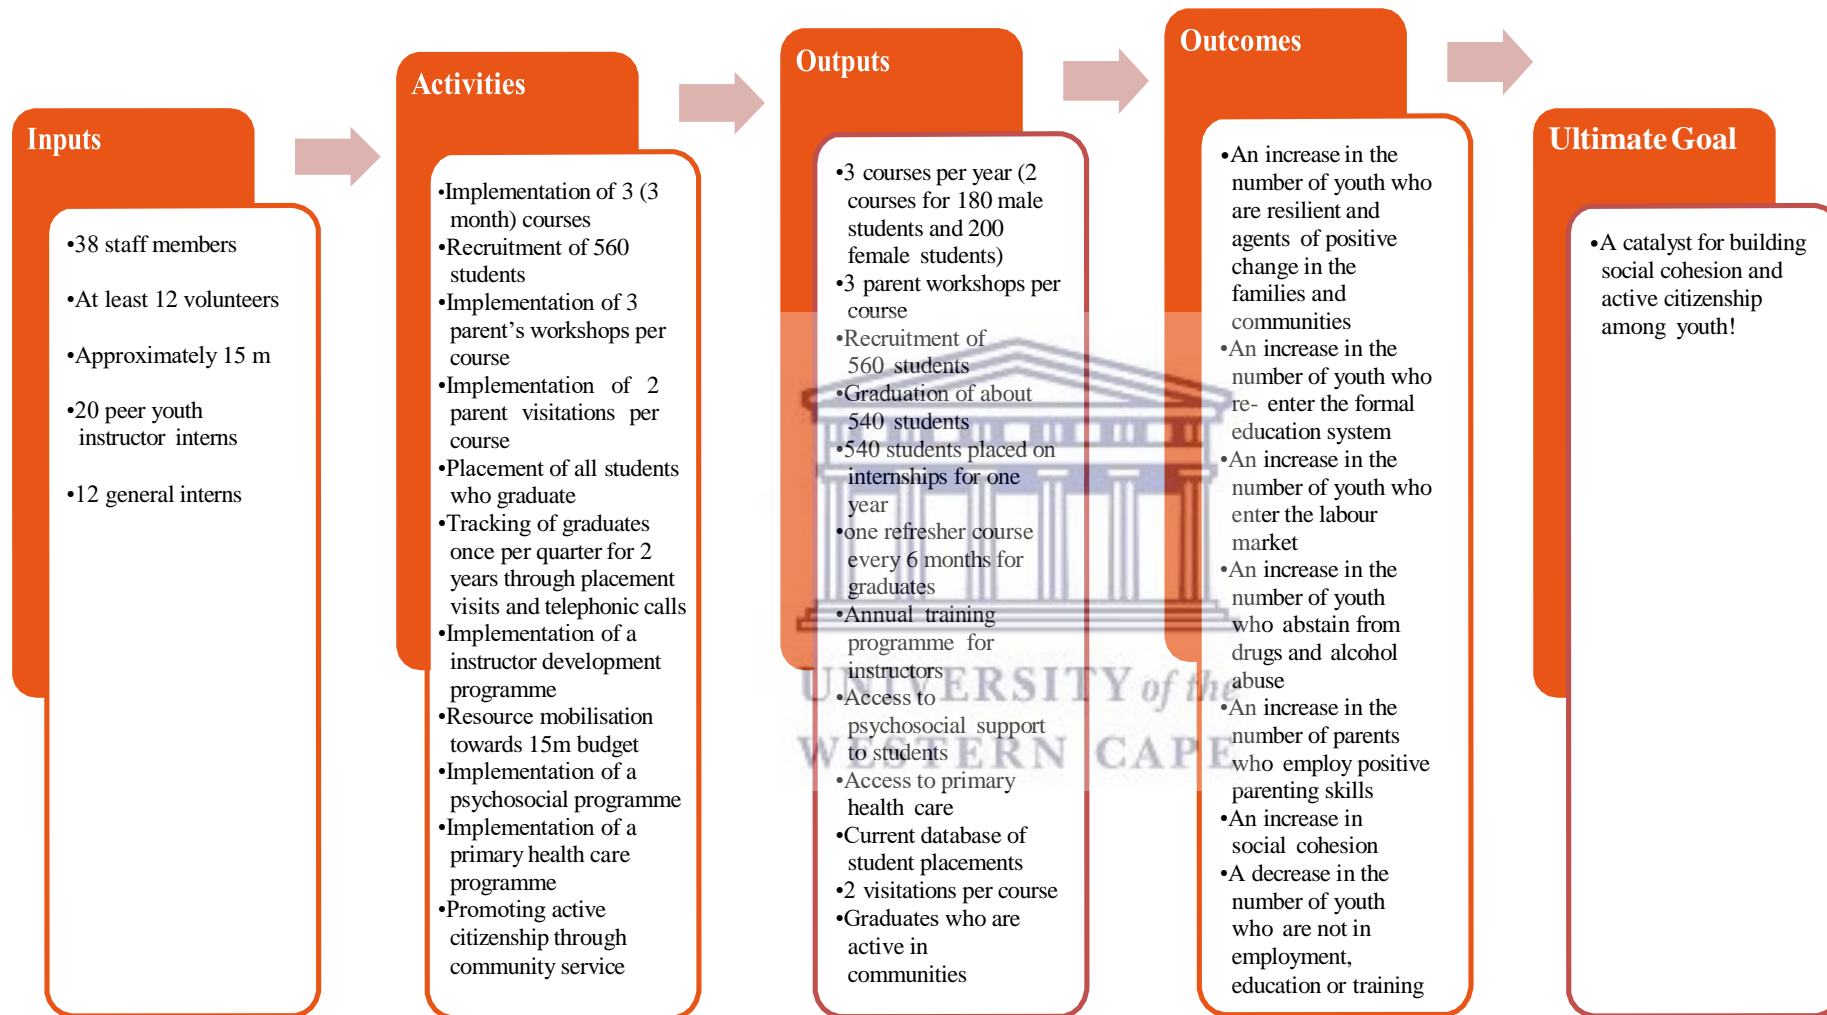 Inputs
•38 staff members
•At least 12 volunteers
•Approximately 15 m
•20 peer youth
instructor interns
•12 general interns
Activities
•Implementation of 3 (3
month) courses
•Recruitment of 560
students
•Implementation of 3
parent's workshops per
course
•Implementation of 2
parent visitations per
course
•Placement of all students
who graduate
•Tracking of graduates
once per quarter for 2
years through placement
visits and telephonic calls
•Implementation of a
instructor development
programme
•Resource mobilisation
towards 15m budget
•Implementation of a
psychosocial programme
•Implementation of a
primary health care
programme
•Promoting active
citizenship through
community service
Outputs
•3 courses per year (2
courses for 180 male
students and 200
female students)
•3 parent workshops per
course
•Recruitment of
560 students
•Graduation of about
540 students
•540 students placed on
internships for one
year
•one refresher course
every 6 months for
graduates
•Annual training
programme for
instructors
•Access to
psychosocial support
to students
•Access to primary
health care
•Current database of
student placements
•2 visitations per course
•Graduates who are
active in
communities
Outcomes
•An increase in the
number of youth who
are resilient and
agents of positive
change in the
families and
communities
•An increase in the
number of youth who
re- enter the formal
education system
•An increase in the
number of youth who
enter the labour
market
•An increase in the
number of youth
who abstain from
drugs and alcohol
abuse
•An increase in the
number of parents
who employ positive
parenting skills
•An increase in
social cohesion
•A decrease in the
number of youth
who are not in
employment,
education or training
Ultimate Goal
•A catalyst for building
social cohesion and
active citizenship
among youth!
UNIVERSITY of the
WESTERN CAPE